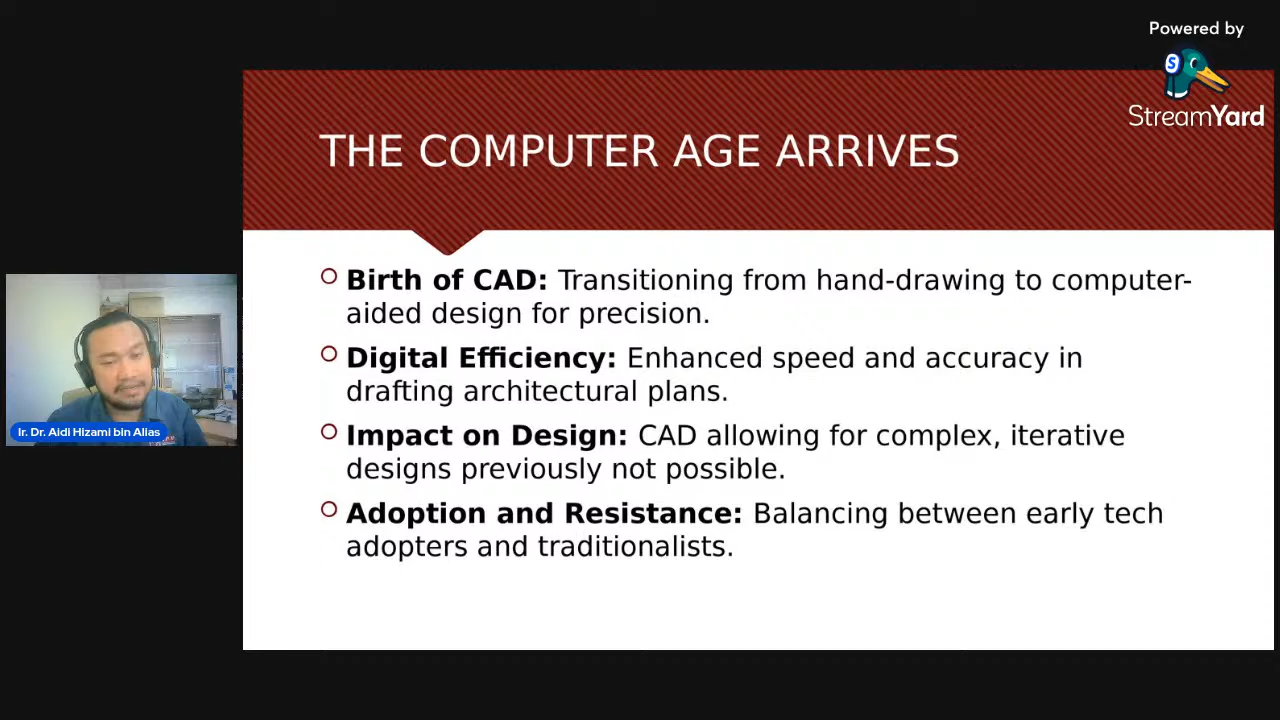 Powered by
StreamYard
THE COMPUTER AGE ARRIVES
Birth of CAD: Transitioning from hand-drawing to computer-
aided design for precision.
Digital Efficiency: Enhanced speed and accuracy in
drafting architectural plans.
Impact on Design: CAD allowing for complex, iterative
designs previously not possible.
Adoption and Resistance: Balancing between early tech
adopters and traditionalists.
Ir. Dr. Aidi Hizami bin Alias